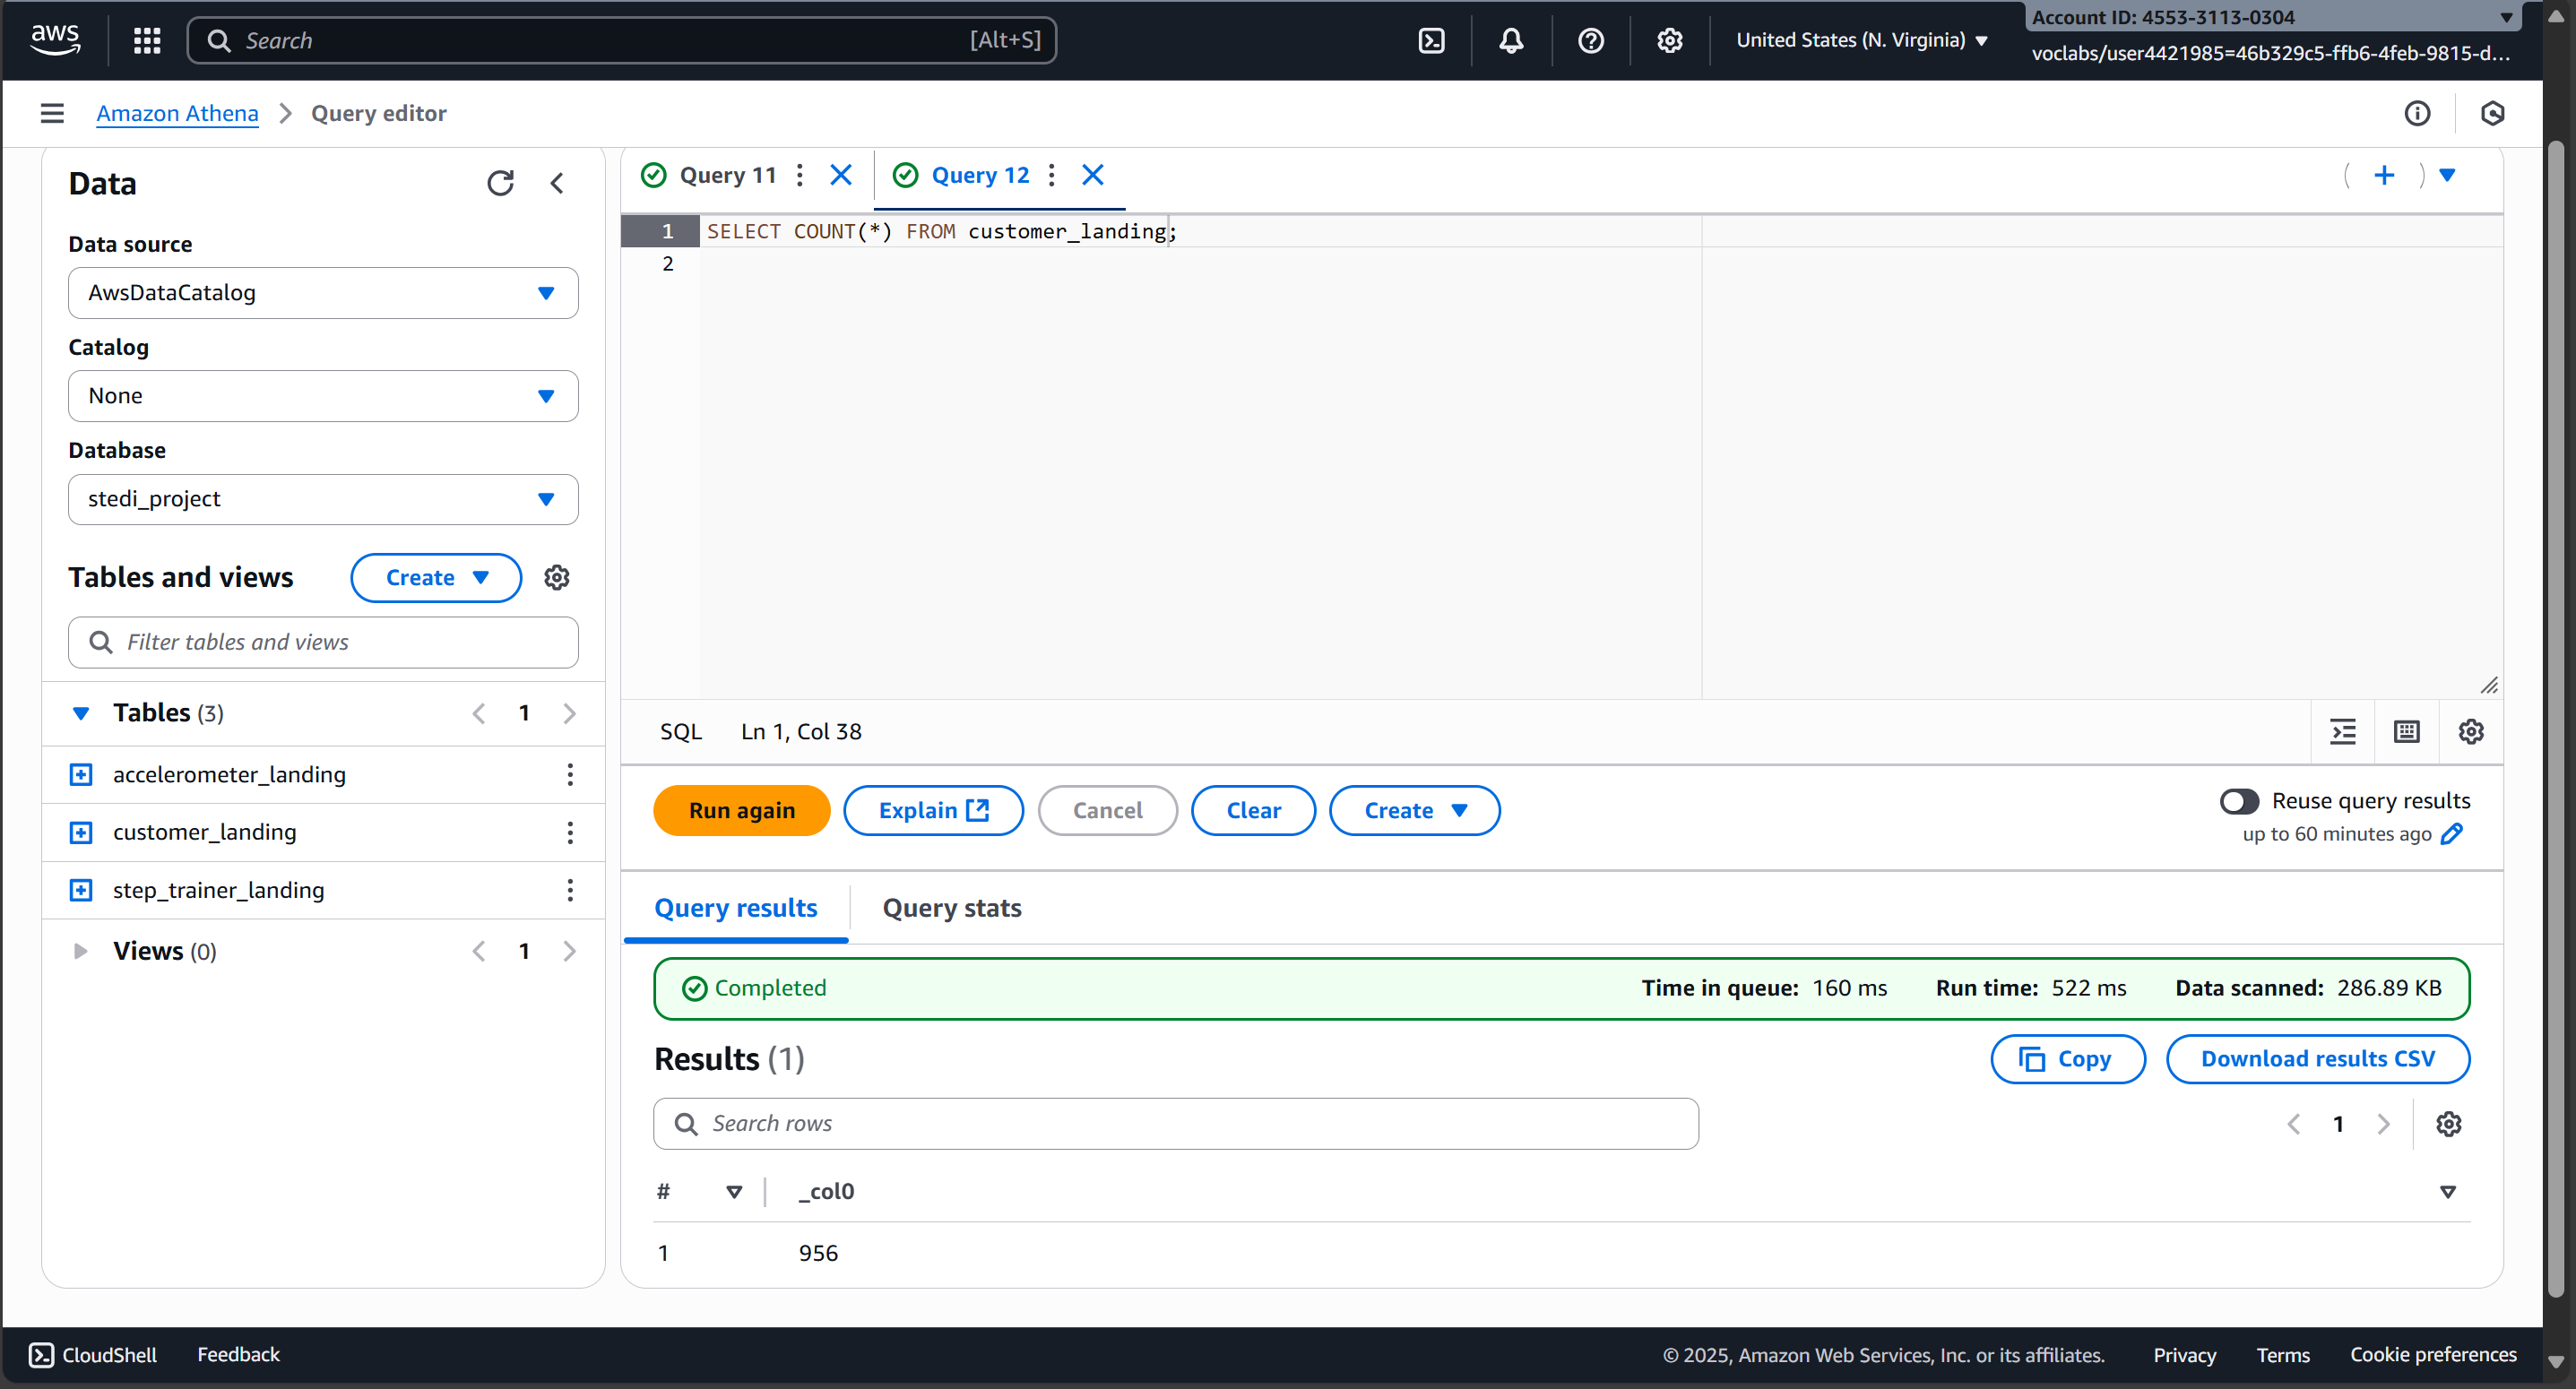 aws
Search
[Alt+S]
United States (N. Virginia)
Account ID: 4553-3113-0304
voclabs/user4421985=46b329c5-ffb6-4feb-9815-d...
Amazon Athena
Query editor
Data
Data source
AwsDataCatalog
Catalog
None
Database
stedi_project
Tables and views
Create
Filter tables and views
Tables (3)
1
accelerometer_landing
customer_landing
step_trainer_landing
Views (0)
1
Query 11
Query 12
1 SELECT COUNT(*) FROM customer_landing;
2
SQL
Ln 1, Col 38
Run again
Explain
Cancel
Clear
Create
Reuse query results
up to 60 minutes ago
Query results
Query stats
Completed
Time in queue: 160 ms
Run time: 522 ms
Data scanned: 286.89 KB
Results (1)
Copy
Download results CSV
Search rows
1
# _col0
1 956
CloudShell
Feedback
© 2025, Amazon Web Services, Inc. or its affiliates.
Privacy
Terms
Cookie preferences